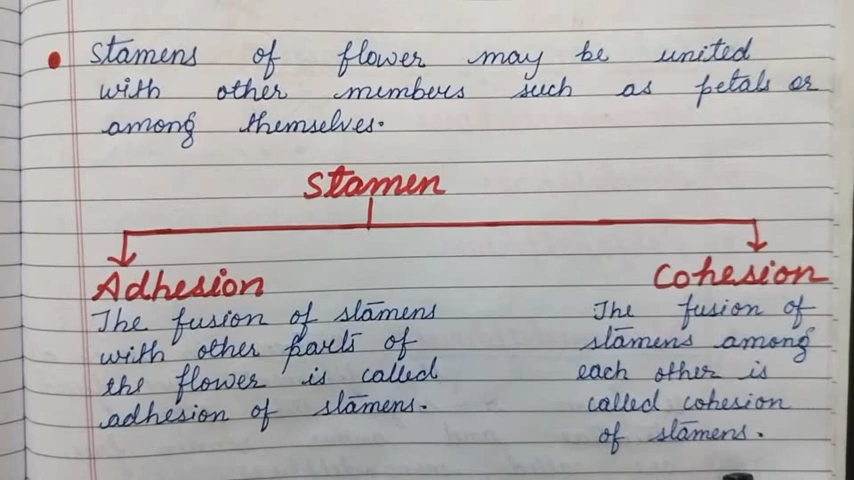 Stamens of flower may be united
with other members such as petals or
among themselves.
Stamen
Adhesion
The fusion of stamens
with other parts of
the flower is called
adhesion of stamens.
Cohesion
The fusion of
stamens among
each other is
called cohesion
of stamens.